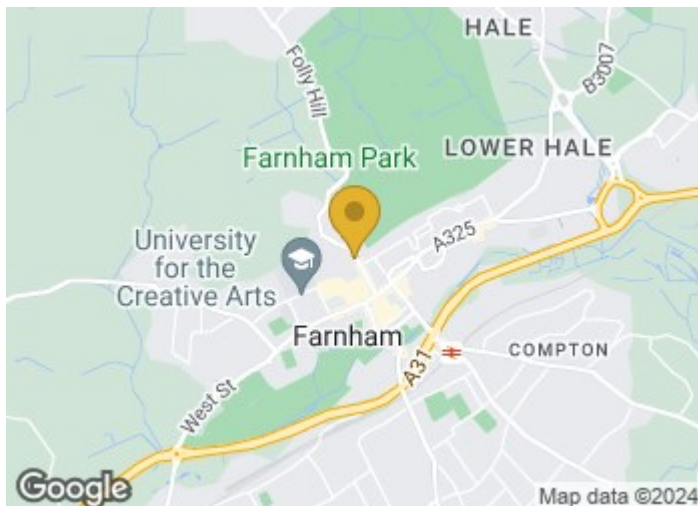 HALE
B3007
Folly Hill
LOWER HALE
Farnham Park
A325
University
for the
Creative Arts
Farnham
COMPTON
A31
West St
Google
Map data ©2024